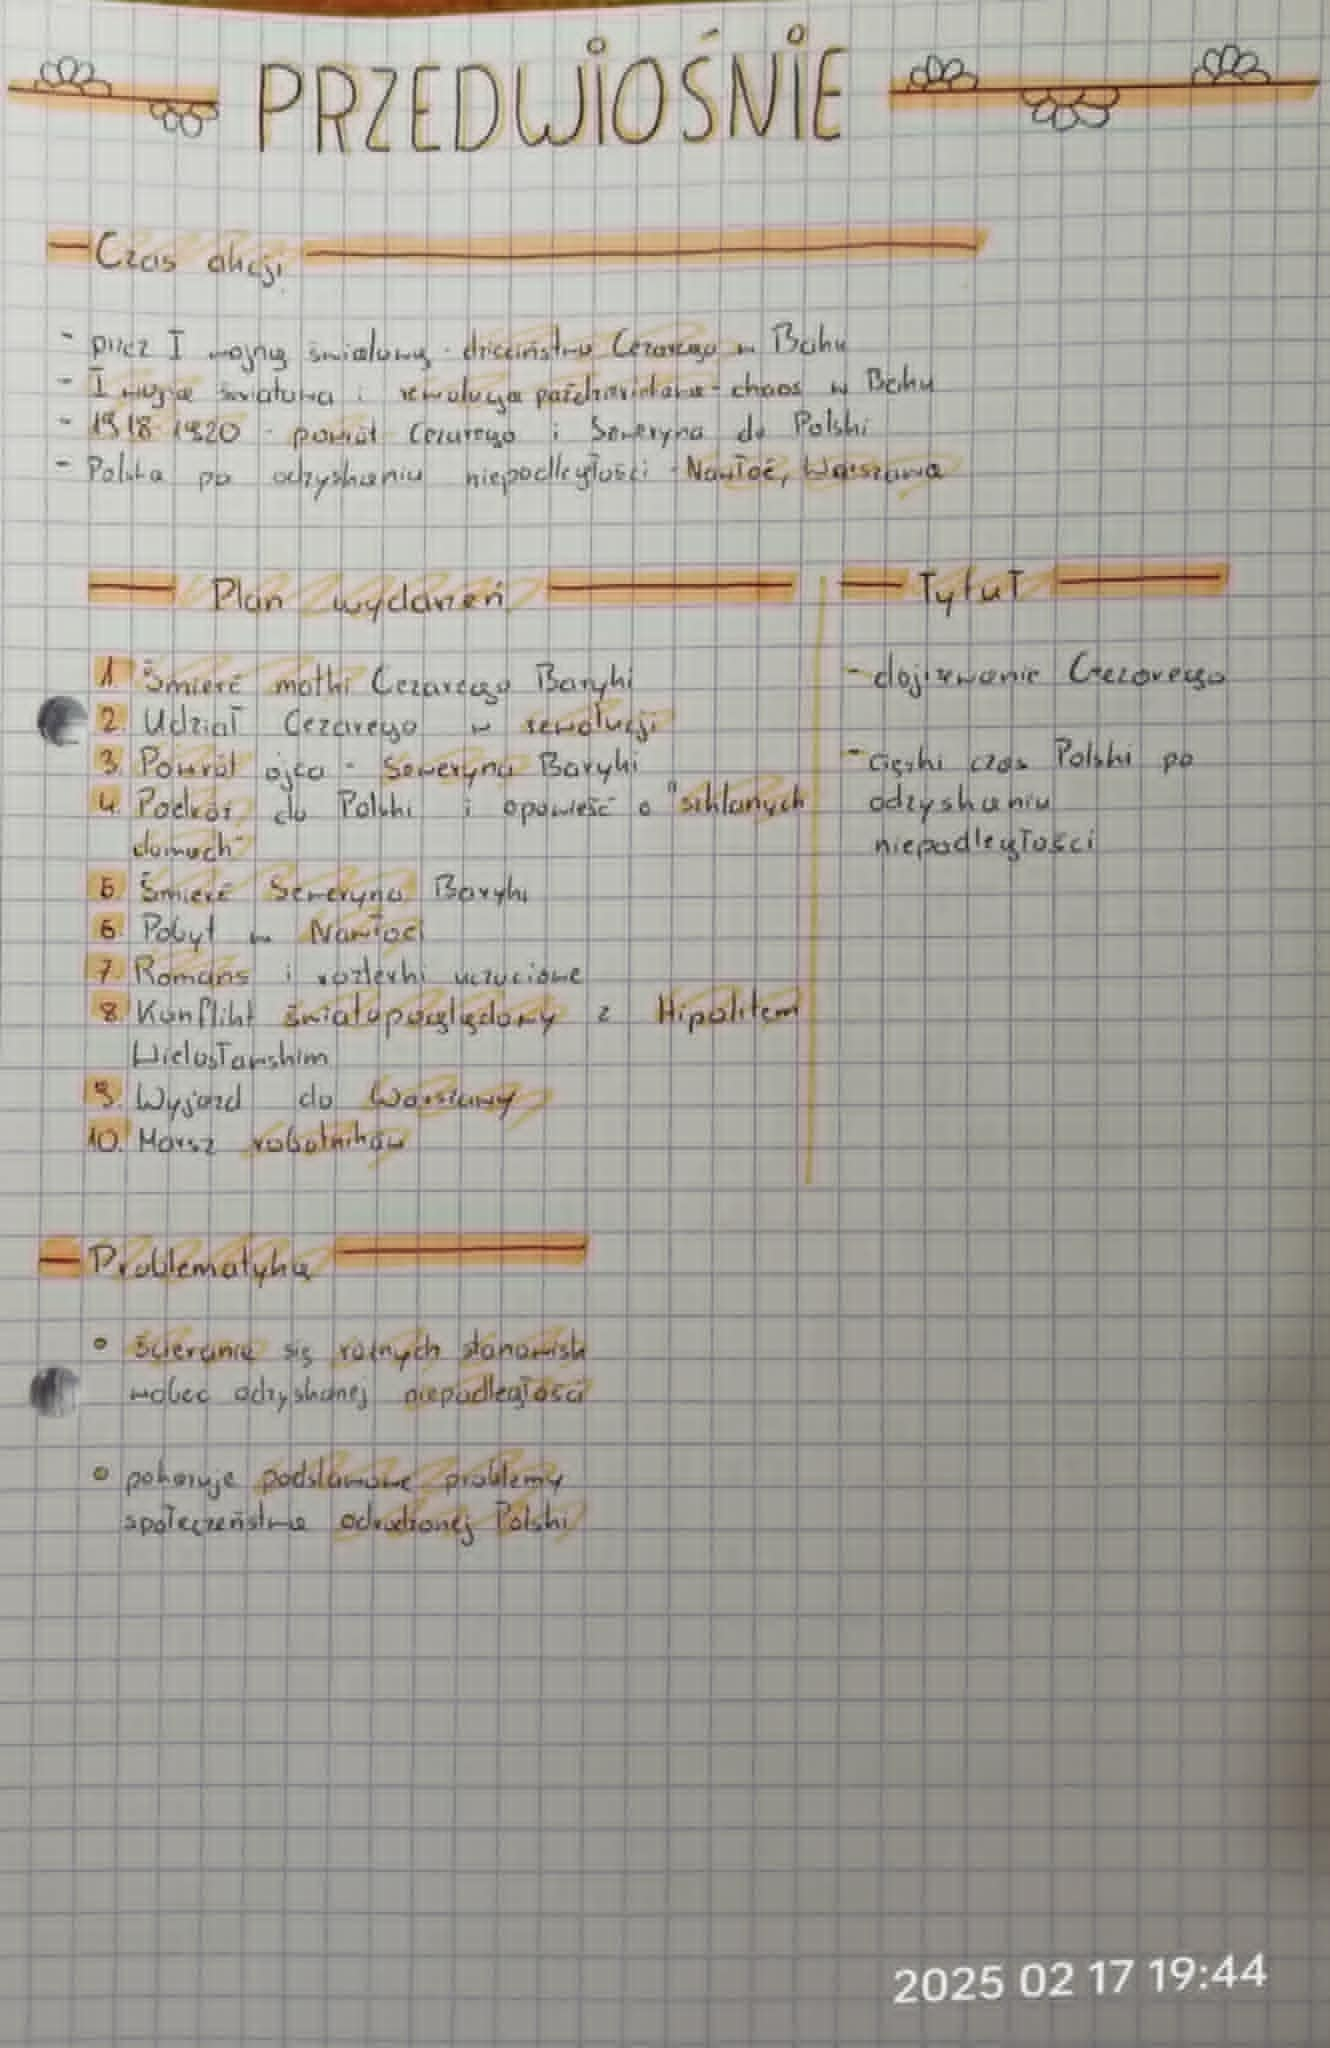 PRZEDWIOŚNIE
Czas akcji
- przez I wojnę światową - dzieciństwo Cezarego w Baku
- I wojna światowa i rewolucja październikowa - chaos w Baku
- 1918-1920 - powrót Cezarego i Seweryna do Polski
- Polska po odzyskaniu niepodległości - Nawłoć, Warszawa
Plan wydarzeń
1. Śmierć matki Cezarego Baryki
2. Udział Cezarego w rewolucji
3. Powrót ojca - Seweryna Baryki
4. Podróż do Polski i opowieść o "szklanych
domach"
5. Śmierć Seweryna Baryki
6. Pobyt w Nawłoci
7. Romans i rozterki uczuciowe
8. Konflikt światopoglądowy z Hipolitem
Wielosławskim
9. Wyjazd do Warszawy
10. Marsz robotników
Tytuł
- dojrzewanie Cezarego
- ciężki czas Polski po
odzyskaniu
niepodległości
Problematyka
• ścieranie się różnych stanowisk
wobec odzyskanej niepodległości
• pokazuje podstawowe problemy
społeczeństwa odrodzonej Polski
2025 02 17 19:44